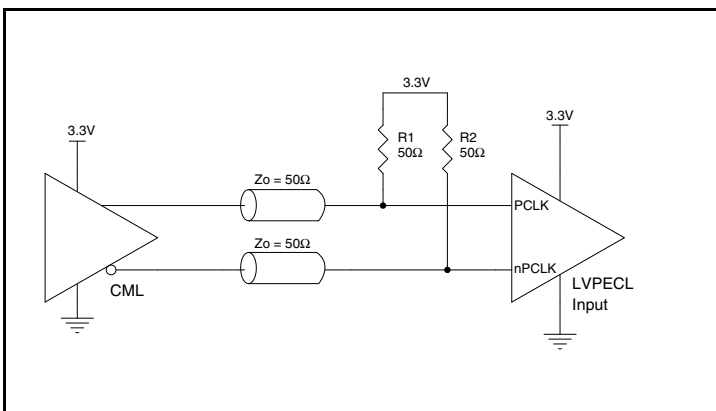 3.3V
3.3V
3.3V
R1
50Ω
R2
50Ω
Zo = 50Ω
PCLK
Zo = 50Ω
nPCLK
CML
LVPECL
Input